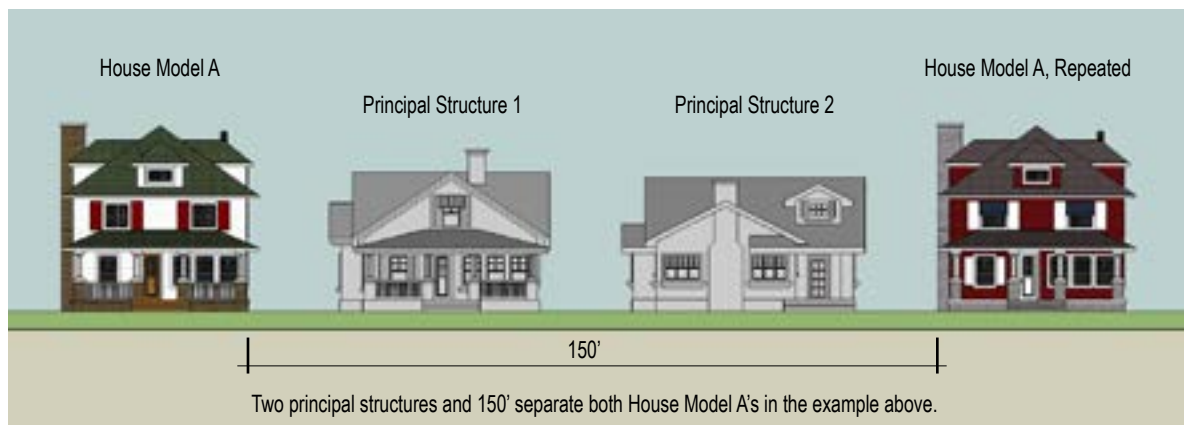 House Model A
House Model A, Repeated
Principal Structure 1
Principal Structure 2
150’
Two principal structures and 150’ separate both House Model A’s in the example above.